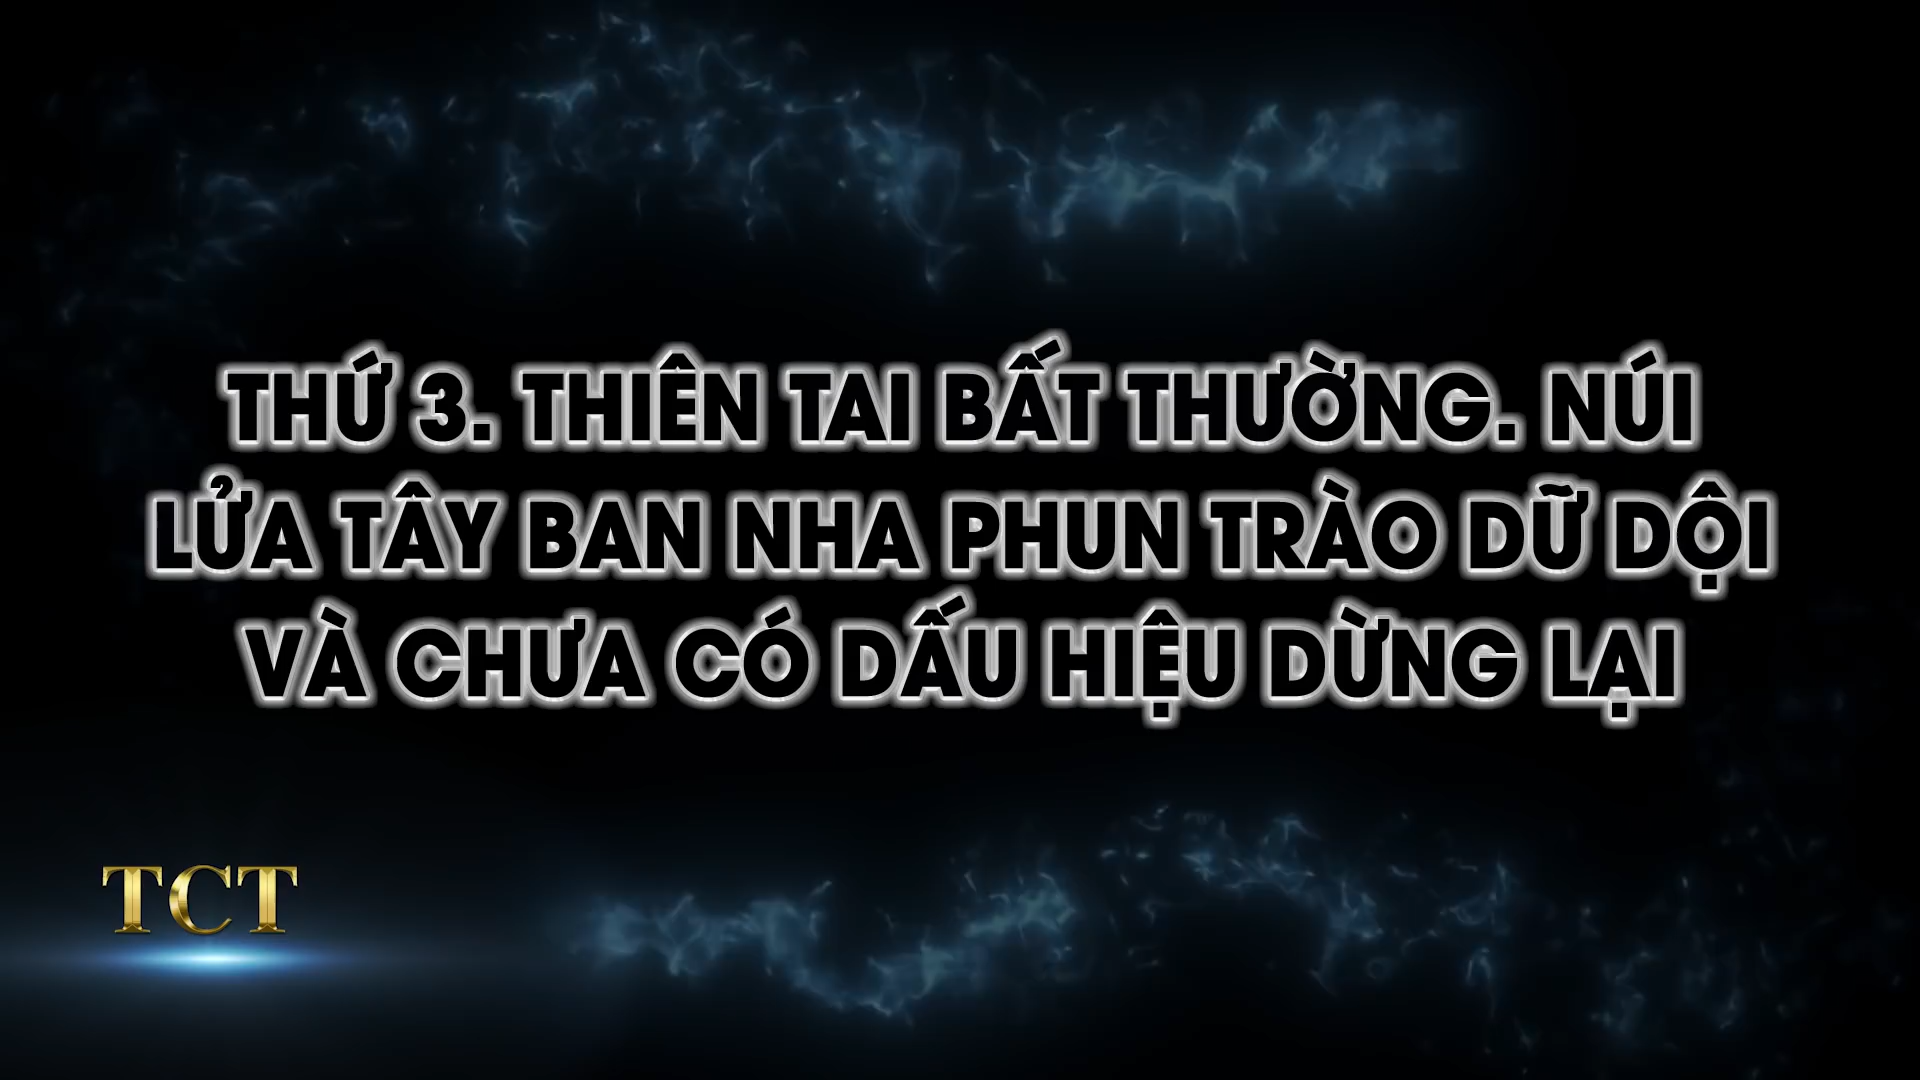 THỨ 3. THIÊN TAI BẤT THƯỜNG. NÚI
LỬA TÂY BAN NHA PHUN TRÀO DỮ DỘI
VÀ CHƯA CÓ DẤU HIỆU DỪNG LẠI
TCT